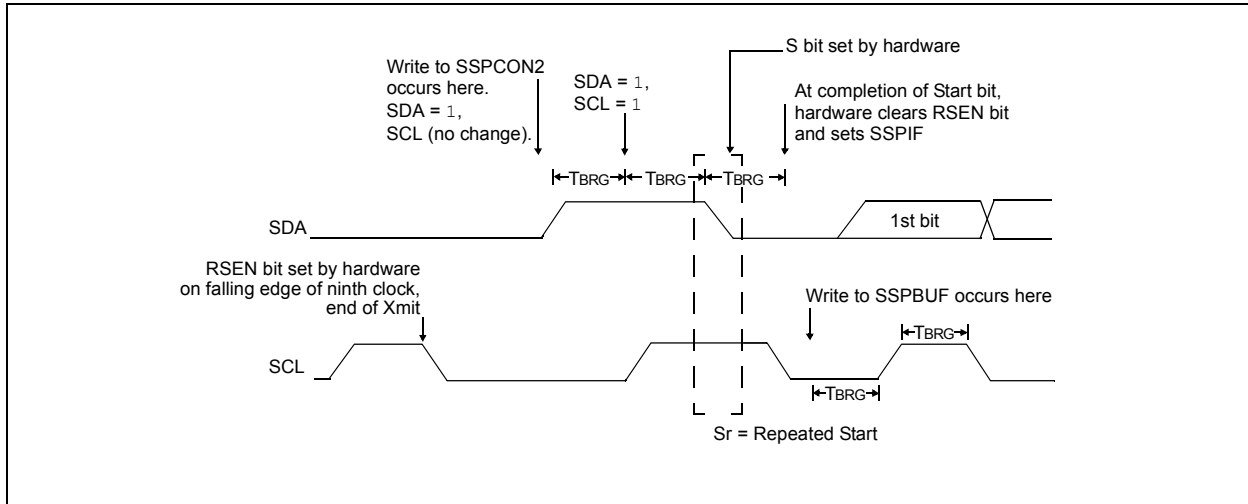 S bit set by hardware
Write to SSPCON2
occurs here.
SDA = 1,
SCL (no change).
SDA = 1,
SCL = 1
At completion of Start bit,
hardware clears RSEN bit
and sets SSPIF
TBRG
TBRG
TBRG
SDA
1st bit
RSEN bit set by hardware
on falling edge of ninth clock,
end of Xmit
Write to SSPBUF occurs here
TBRG
SCL
TBRG
Sr = Repeated Start